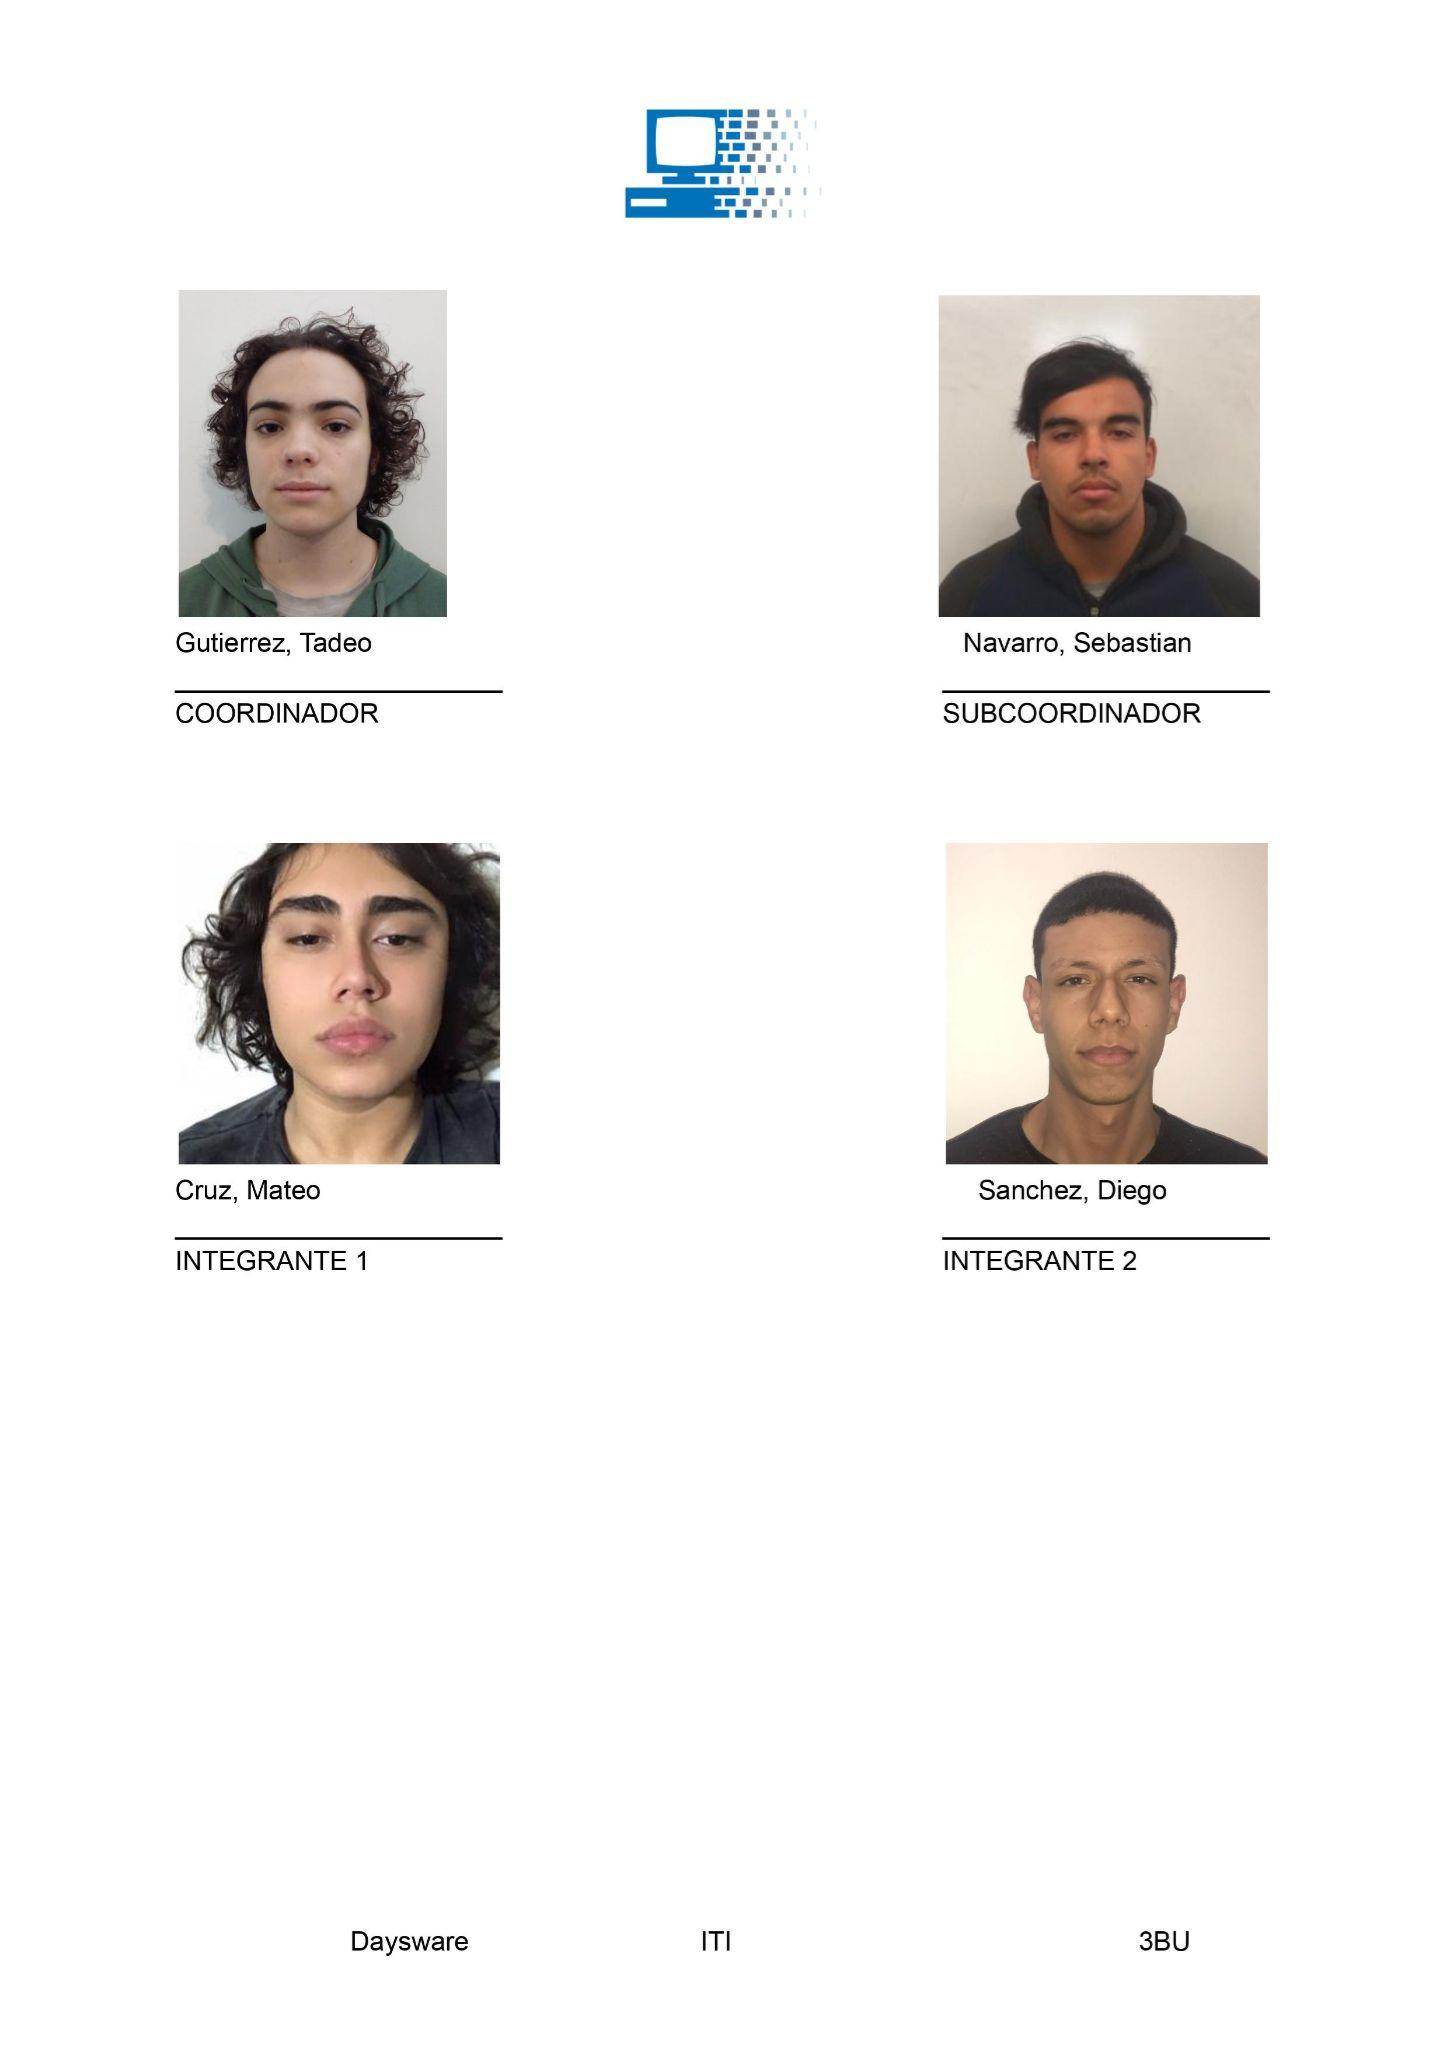 Gutierrez, Tadeo
Navarro, Sebastian
COORDINADOR
SUBCOORDINADOR
Cruz, Mateo
Sanchez, Diego
INTEGRANTE 1
INTEGRANTE 2
Daysware ITI 3BU